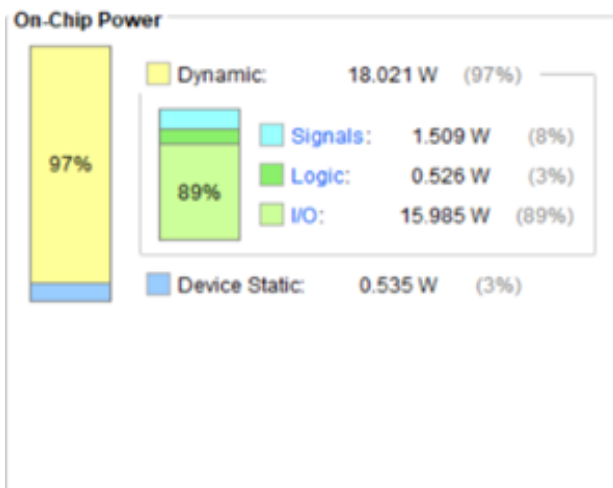 On-Chip Power
Dynamic: 18.021 W (97%)
97%
89%
Signals: 1.509 W (8%)
Logic: 0.526 W (3%)
I/O: 15.985 W (89%)
Device Static: 0.535 W (3%)